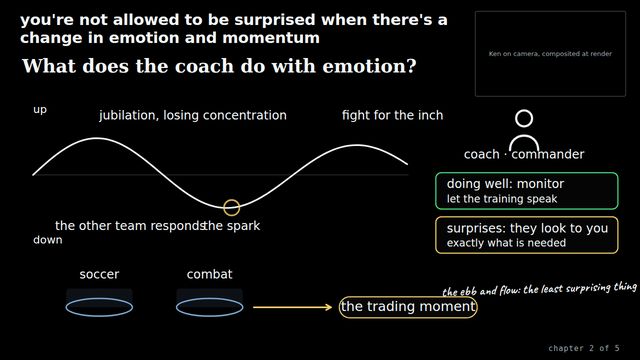 you're not allowed to be surprised when there's a
change in emotion and momentum
What does the coach do with emotion?
Ken on camera, composited at render
up
jubilation, losing concentration
fight for the inch
coach · commander
doing well: monitor
let the training speak
surprises: they look to you
exactly what is needed
the other team responds
the spark
down
soccer
combat
the trading moment
the ebb and flow: the least surprising thing
chapter 2 of 5